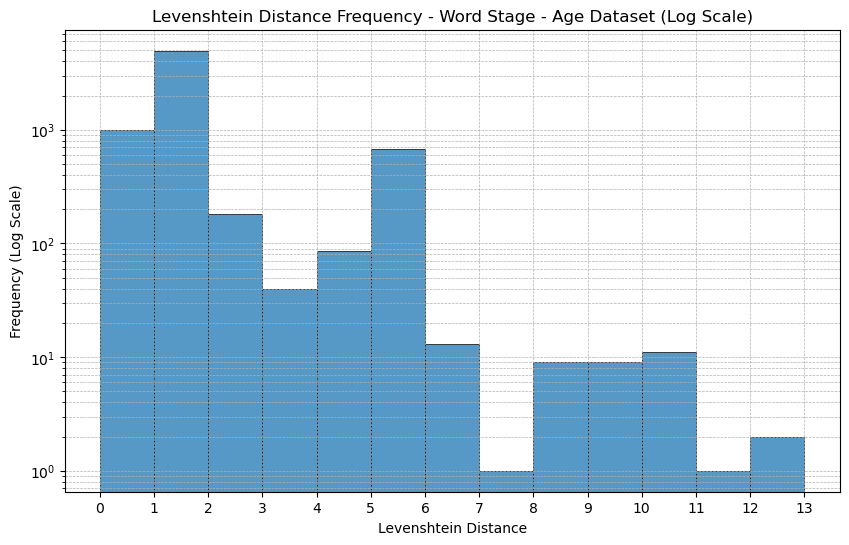 Levenshtein Distance Frequency - Word Stage - Age Dataset (Log Scale)
Frequency (Log Scale)
10³
10²
10¹
10⁰
0 1 2 3 4 5 6 7 8 9 10 11 12 13
Levenshtein Distance